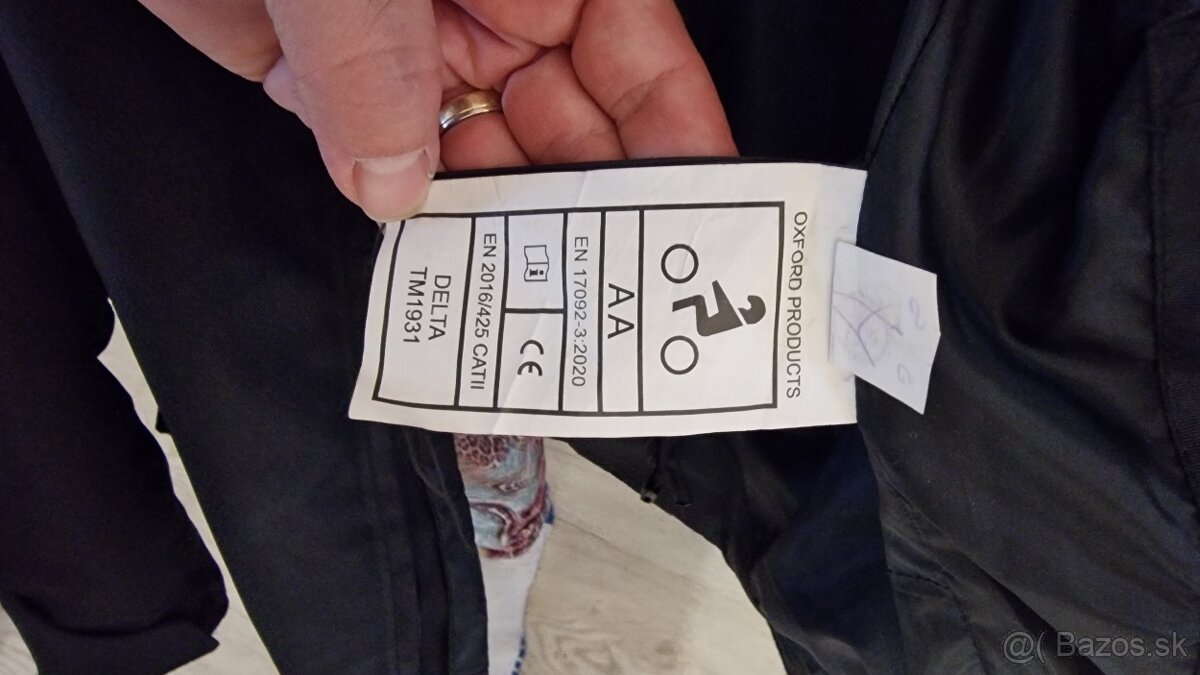 OXFORD PRODUCTS
AA
EN 17092-3:2020
i
CE
EN 2016/425 CATII
DELTA
TM1931
@( Bazos.sk